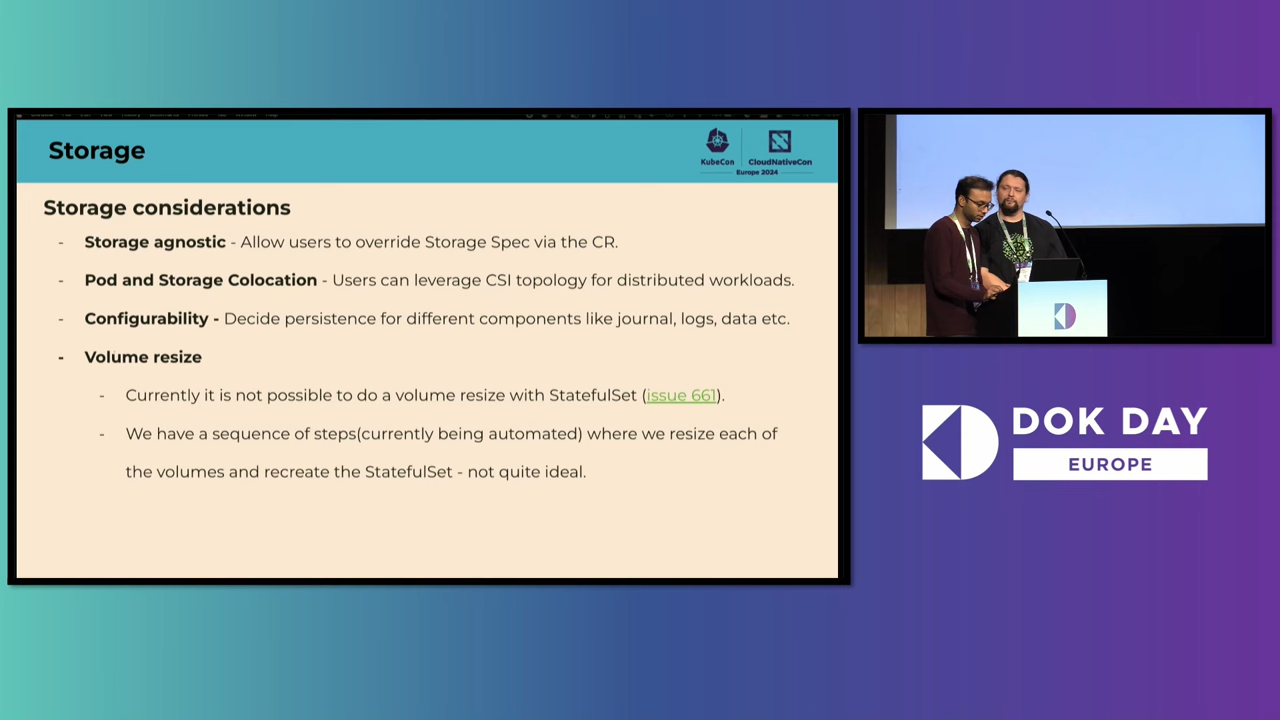 Storage
KubeCon
CloudNativeCon
Europe 2024
Storage considerations
- Storage agnostic - Allow users to override Storage Spec via the CR.
- Pod and Storage Colocation - Users can leverage CSI topology for distributed workloads.
- Configurability - Decide persistence for different components like journal, logs, data etc.
- Volume resize
- Currently it is not possible to do a volume resize with StatefulSet (issue 661).
- We have a sequence of steps(currently being automated) where we resize each of
the volumes and recreate the StatefulSet - not quite ideal.
DOK DAY
EUROPE